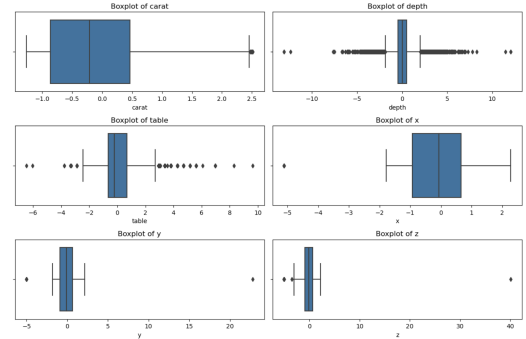 Boxplot of carat
−1.0 −0.5 0.0 0.5 1.0 1.5 2.0 2.5
carat
Boxplot of depth
−10 −5 0 5 10
depth
Boxplot of table
−6 −4 −2 0 2 4 6 8 10
table
Boxplot of x
−5 −4 −3 −2 −1 0 1 2
x
Boxplot of y
−5 0 5 10 15 20
y
Boxplot of z
0 10 20 30 40
z